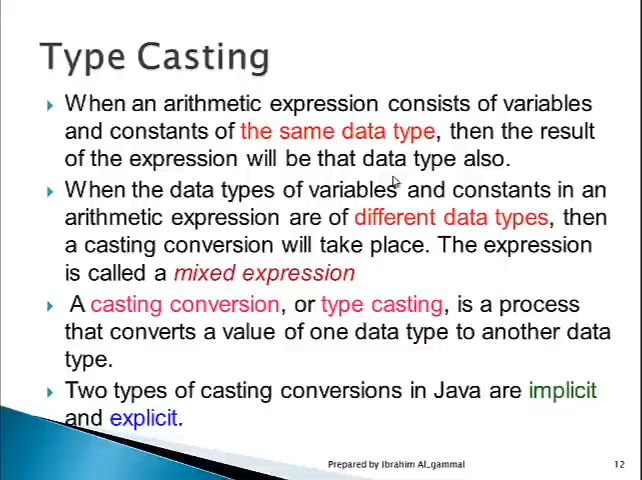 Type Casting
When an arithmetic expression consists of variables
and constants of the same data type, then the result
of the expression will be that data type also.
When the data types of variables and constants in an
arithmetic expression are of different data types, then
a casting conversion will take place. The expression
is called a mixed expression
A casting conversion, or type casting, is a process
that converts a value of one data type to another data
type.
Two types of casting conversions in Java are implicit
and explicit.
Prepared by Ibrahim Al_gammal
12